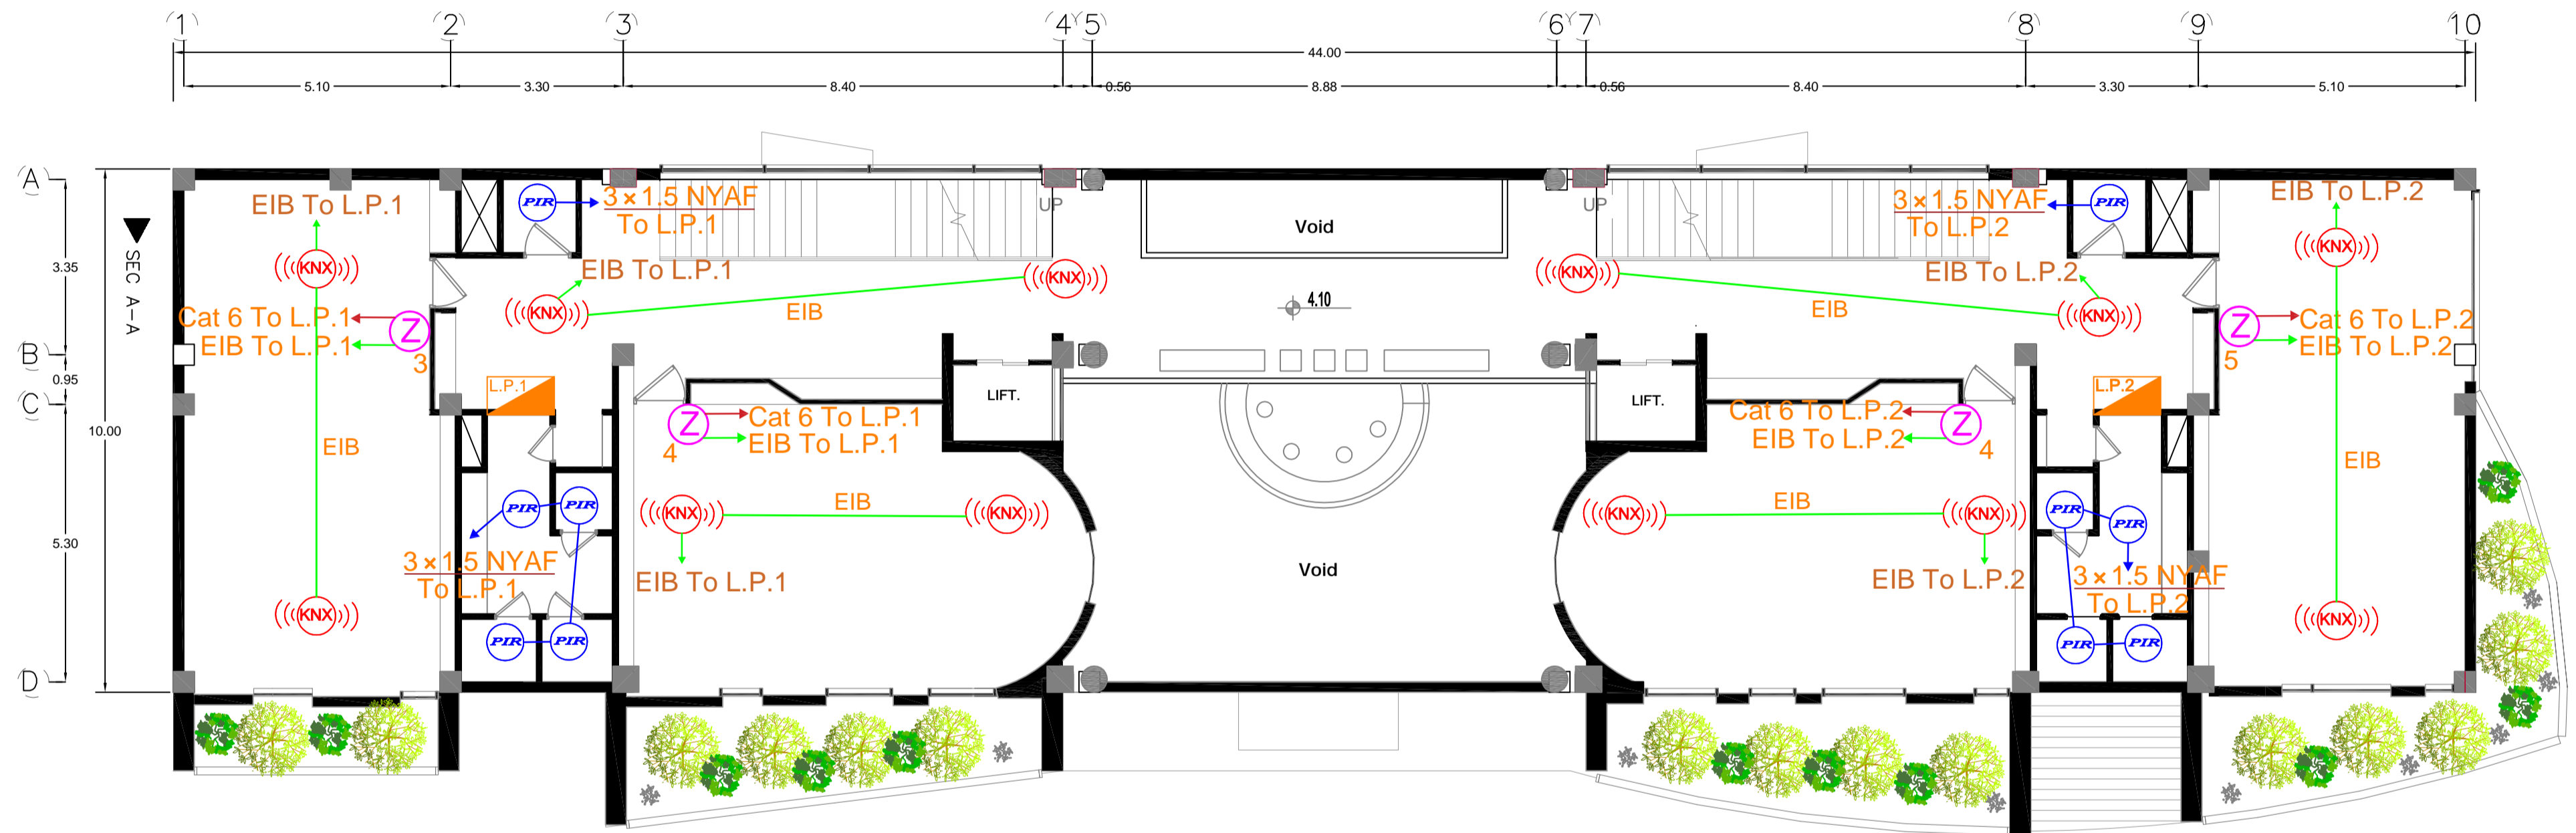 1 2 3 4 5 6 7 8 9 10
44.00
5.10 3.30 8.40 0.56 8.88 0.56 8.40 3.30 5.10
A
B
C
D
3.35
0.95
5.30
10.00
SEC A-A
EIB To L.P.1
KNX
Cat 6 To L.P.1
EIB To L.P.1
Z
3
EIB
KNX
PIR
3×1.5 NYAF
To L.P.1
EIB To L.P.1
KNX
EIB
KNX
UP
L.P.1
PIR
PIR
3×1.5 NYAF
To L.P.1
PIR
PIR
Z
4
Cat 6 To L.P.1
EIB To L.P.1
LIFT.
KNX
EIB
KNX
EIB To L.P.1
Void
4.10
Void
UP
KNX
EIB
EIB To L.P.2
KNX
3×1.5 NYAF
To L.P.2
PIR
LIFT.
Cat 6 To L.P.2
EIB To L.P.2
Z
4
KNX
EIB
KNX
EIB To L.P.2
L.P.2
PIR
PIR
3×1.5 NYAF
To L.P.2
PIR
PIR
EIB To L.P.2
KNX
Z
5
Cat 6 To L.P.2
EIB To L.P.2
EIB
KNX